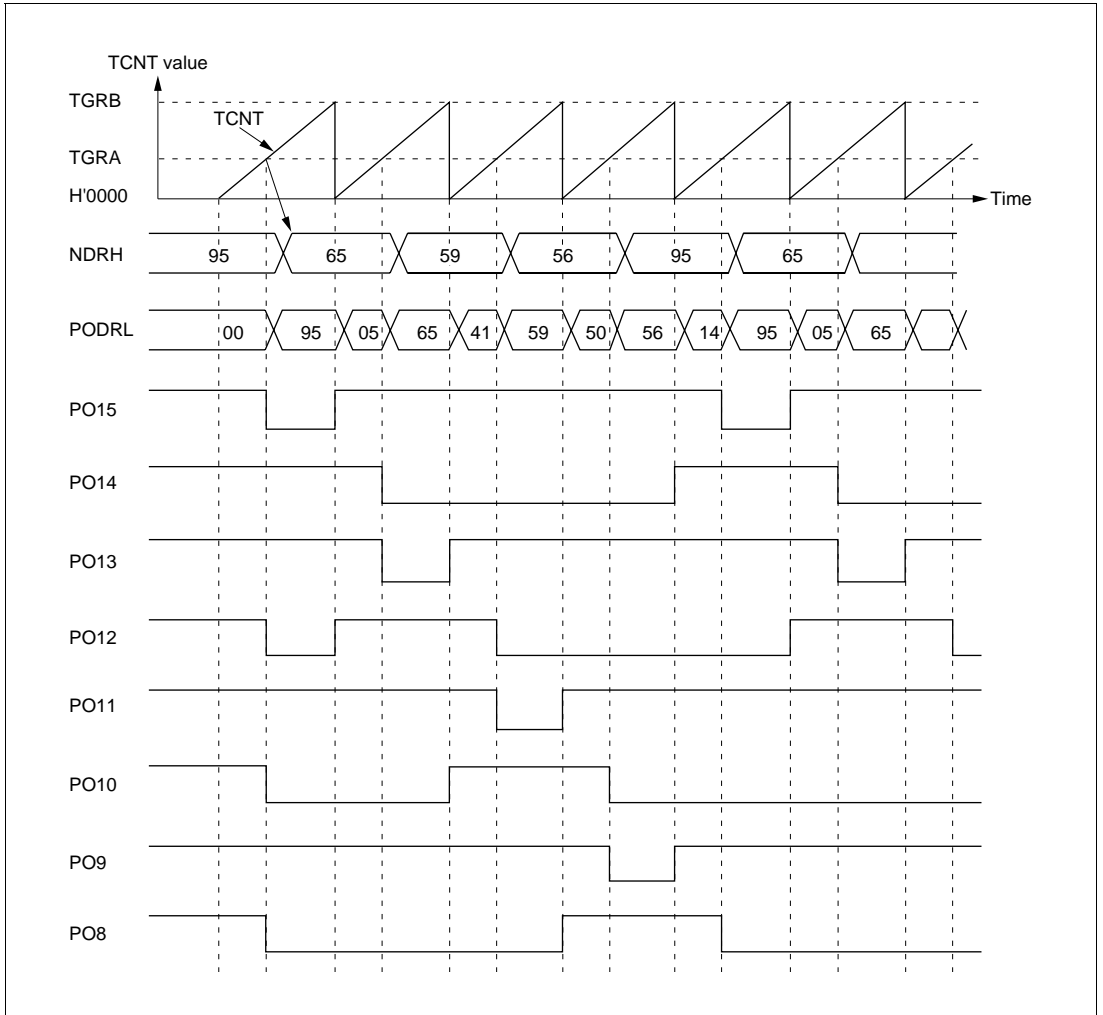 TCNT value
TGRB
TCNT
TGRA
H'0000
Time
NDRH 95 65 59 56 95 65
PODRL 00 95 05 65 41 59 50 56 14 95 05 65
PO15
PO14
PO13
PO12
PO11
PO10
PO9
PO8